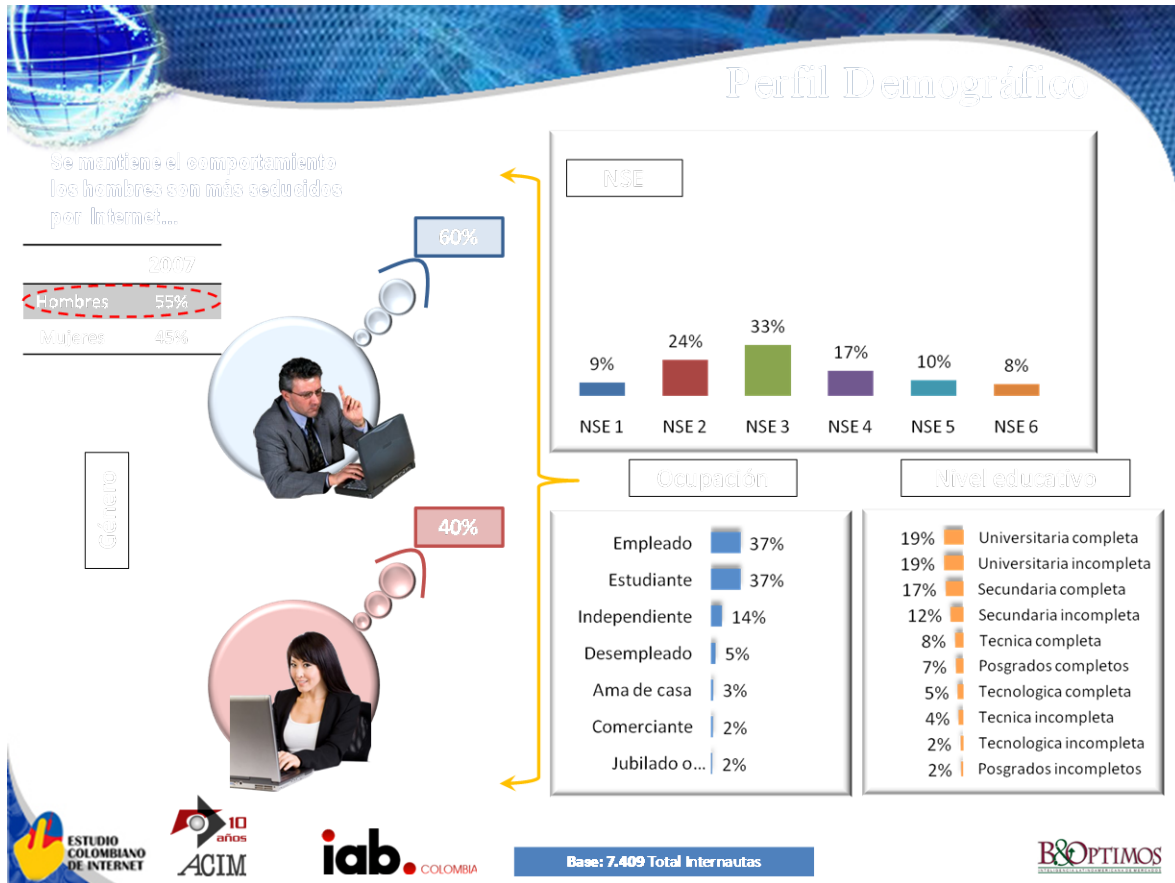 Perfil Demográfico
Se mantiene el comportamiento
los hombres son más seducidos
por Internet...
2007
Hombres 55%
Mujeres 45%
Género
60%
40%
NSE
9% 24% 33% 17% 10% 8%
NSE 1 NSE 2 NSE 3 NSE 4 NSE 5 NSE 6
Ocupación
Empleado 37%
Estudiante 37%
Independiente 14%
Desempleado 5%
Ama de casa 3%
Comerciante 2%
Jubilado o... 2%
Nivel educativo
19% Universitaria completa
19% Universitaria incompleta
17% Secundaria completa
12% Secundaria incompleta
8% Tecnica completa
7% Posgrados completos
5% Tecnologica completa
4% Tecnica incompleta
2% Tecnologica incompleta
2% Posgrados incompletos
ESTUDIO
COLOMBIANO
DE INTERNET
10
años
ACIM
iab. COLOMBIA
Base: 7.409 Total Internautas
B&OPTIMOS
INTELIGENCIA LATINOAMERICANA DE MERCADO